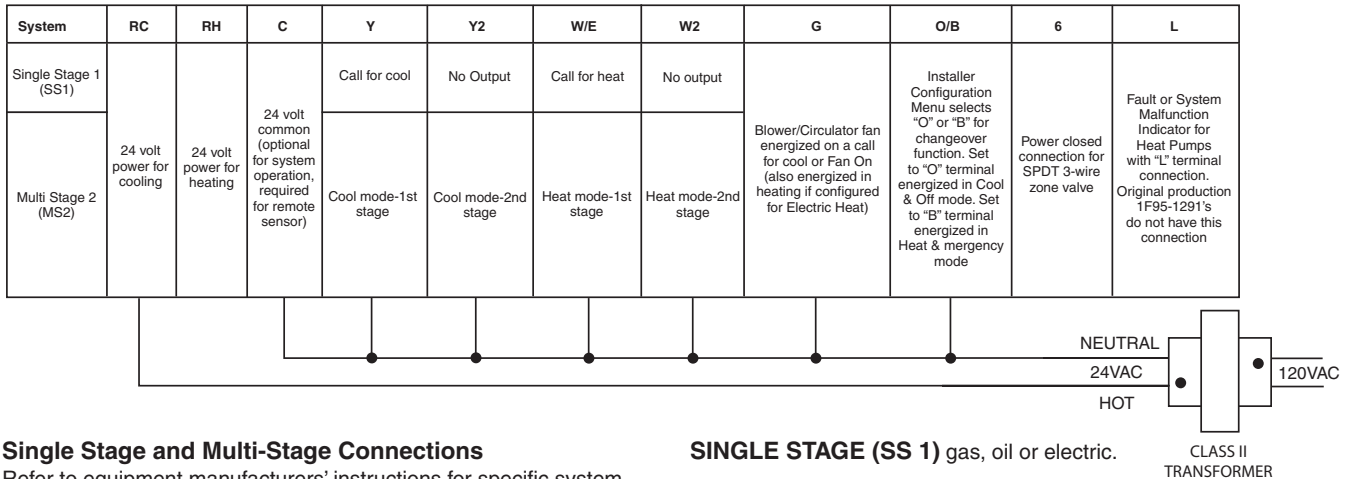 System RC RH C Y Y2 W/E W2 G O/B 6 L
Single Stage 1
(SS1)
Multi Stage 2
(MS2)
24 volt
power for
cooling
24 volt
power for
heating
24 volt
common
(optional
for system
operation,
required
for remote
sensor)
Call for cool
Cool mode-1st
stage
No Output
Cool mode-2nd
stage
Call for heat
Heat mode-1st
stage
No output
Heat mode-2nd
stage
Blower/Circulator fan
energized on a call
for cool or Fan On
(also energized in
heating if configured
for Electric Heat)
Installer
Configuration
Menu selects
“O” or “B” for
changeover
function. Set
to “O” terminal
energized in Cool
& Off mode. Set
to “B” terminal
energized in
Heat & mergency
mode
Power closed
connection for
SPDT 3-wire
zone valve
Fault or System
Malfunction
Indicator for
Heat Pumps
with “L” terminal
connection.
Original production
1F95-1291’s
do not have this
connection
NEUTRAL
24VAC
HOT
120VAC
CLASS II
TRANSFORMER
Single Stage and Multi-Stage Connections
Refer to equipment manufacturers’ instructions for specific system
SINGLE STAGE (SS 1) gas, oil or electric.